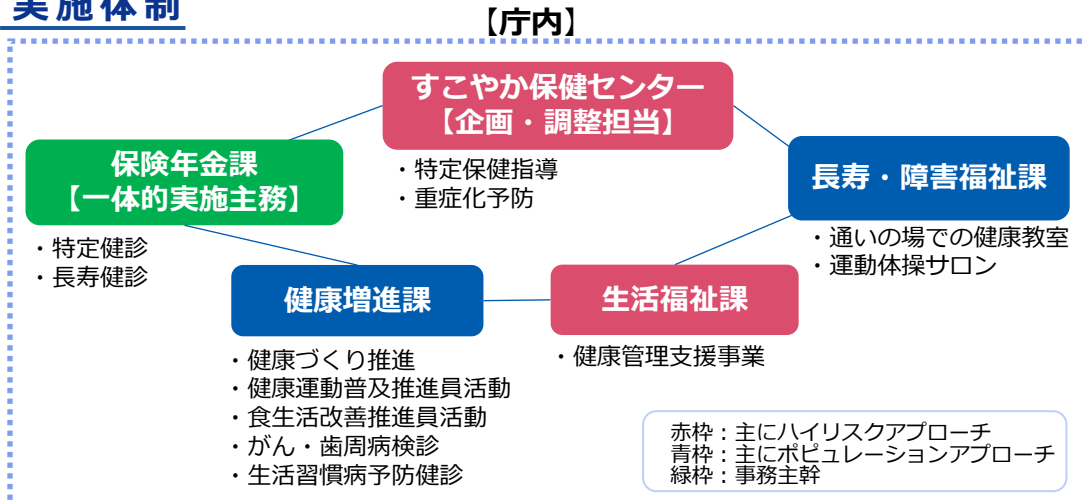 実施体制
【庁内】
すこやか保健センター
【企画・調整担当】
・特定保健指導
・重症化予防
保険年金課
【一体的実施主務】
・特定健診
・長寿健診
長寿・障害福祉課
・通いの場での健康教室
・運動体操サロン
健康増進課
・健康づくり推進
・健康運動普及推進員活動
・食生活改善推進員活動
・がん・歯周病検診
・生活習慣病予防健診
生活福祉課
・健康管理支援事業
赤枠：主にハイリスクアプローチ
青枠：主にポピュレーションアプローチ
緑枠：事務主幹